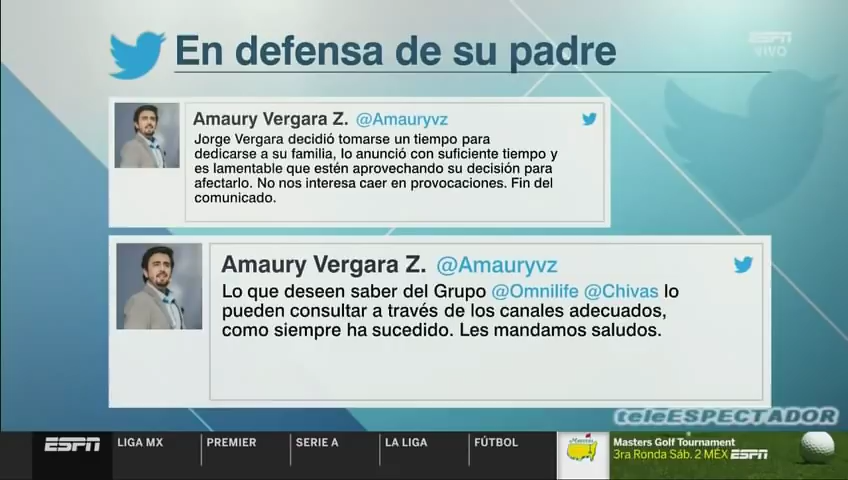 En defensa de su padre
ESPN
VIVO
Amaury Vergara Z. @Amauryvz
Jorge Vergara decidió tomarse un tiempo para
dedicarse a su familia, lo anunció con suficiente tiempo y
es lamentable que estén aprovechando su decisión para
afectarlo. No nos interesa caer en provocaciones. Fin del
comunicado.
Amaury Vergara Z. @Amauryvz
Lo que deseen saber del Grupo @Omnilife @Chivas lo
pueden consultar a través de los canales adecuados,
como siempre ha sucedido. Les mandamos saludos.
teleESPECTADOR
ESPN LIGA MX PREMIER SERIE A LA LIGA FÚTBOL
Masters Golf Tournament
3ra Ronda Sáb. 2 MÉX ESPN